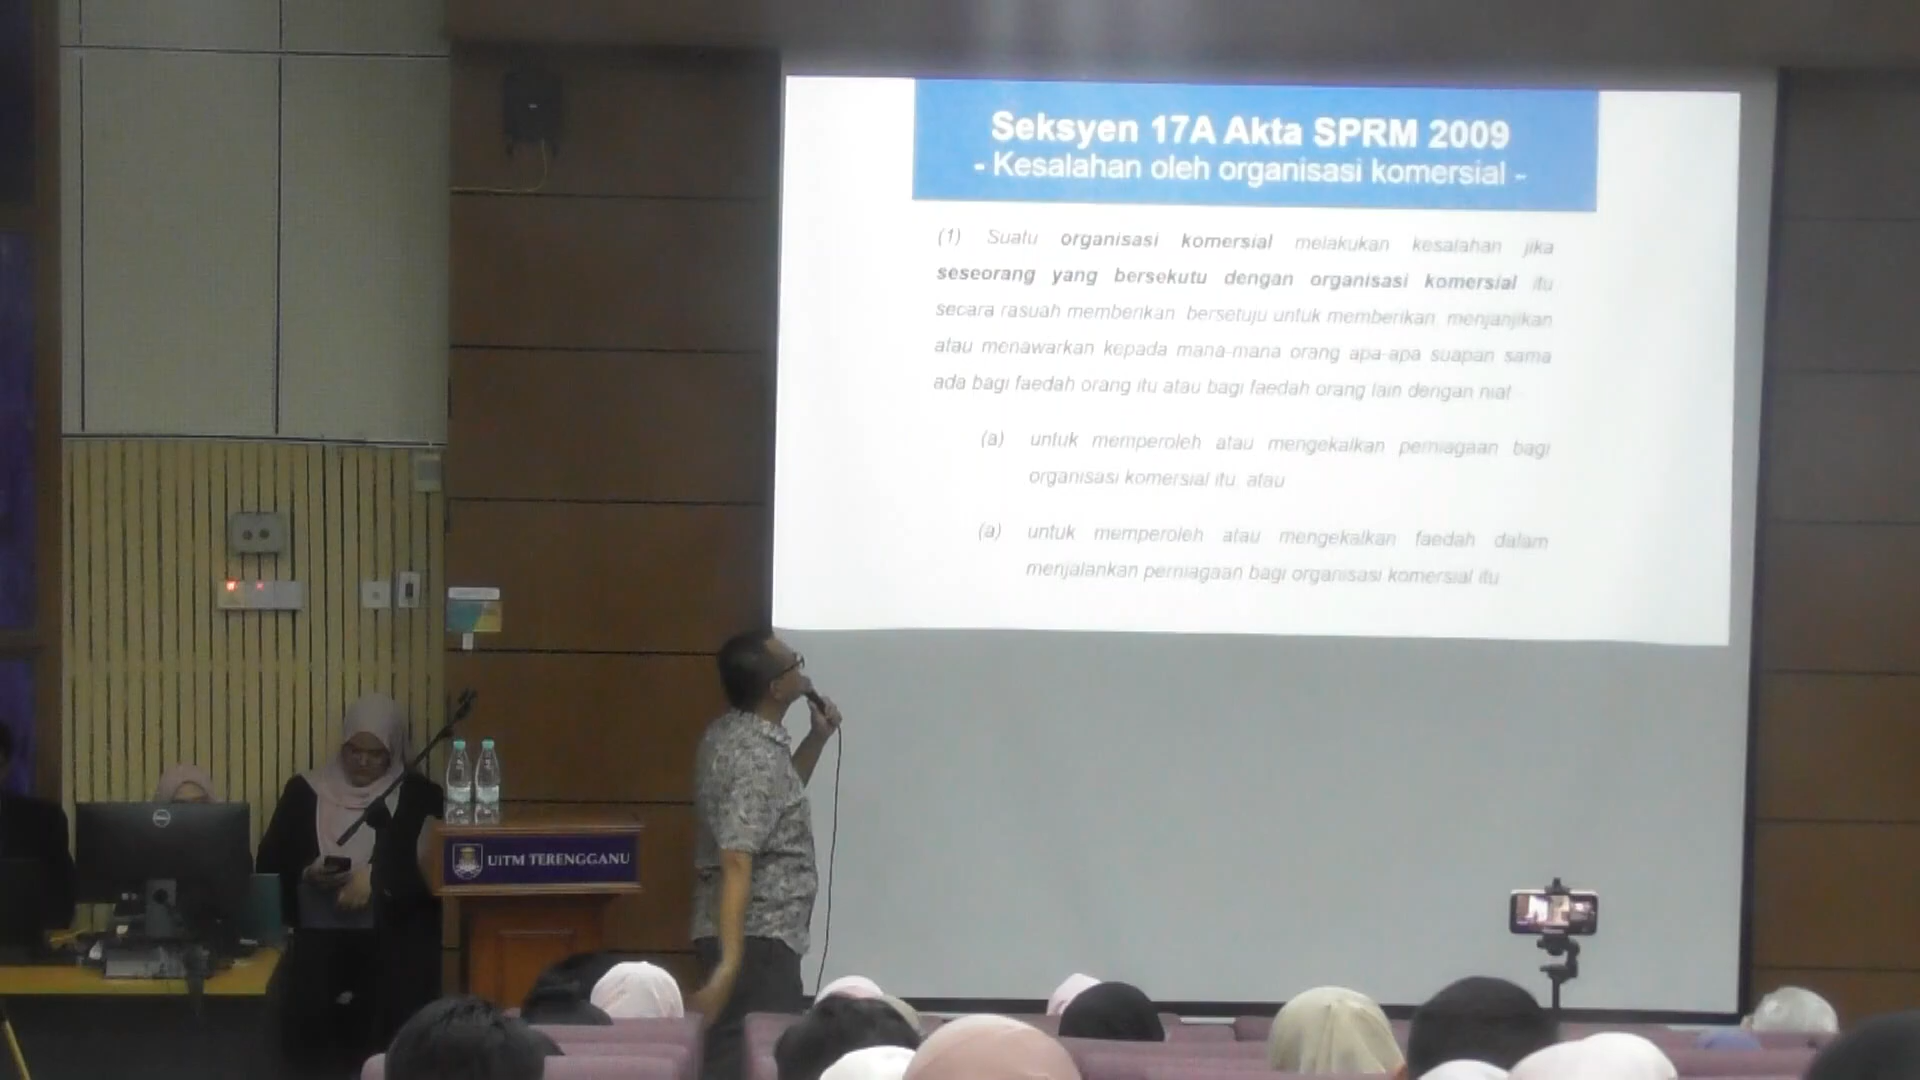 Seksyen 17A Akta SPRM 2009
- Kesalahan oleh organisasi komersial -
(1) Suatu organisasi komersial melakukan kesalahan jika
seseorang yang bersekutu dengan organisasi komersial itu
secara rasuah memberikan bersetuju untuk memberikan menjanjikan
atau menawarkan kepada mana-mana orang apa-apa suapan sama
ada bagi faedah orang itu atau bagi faedah orang lain dengan niat
(a) untuk memperoleh atau mengekalkan perniagaan bagi
organisasi komersial itu, atau
(a) untuk memperoleh atau mengekalkan faedah dalam
menjalankan perniagaan bagi organisasi komersial itu
UiTM TERENGGANU
DELL